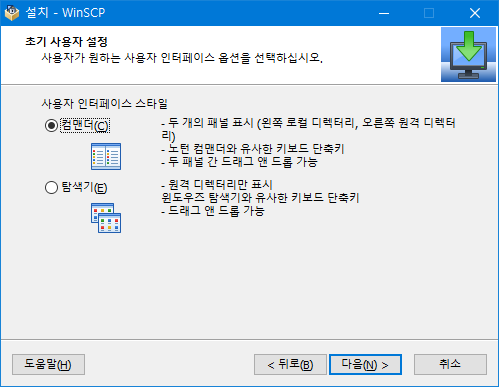 설치 - WinSCP
초기 사용자 설정
사용자가 원하는 사용자 인터페이스 옵션을 선택하십시오.
사용자 인터페이스 스타일
컴맨더(C)
- 두 개의 패널 표시 (왼쪽 로컬 디렉터리, 오른쪽 원격 디렉터
리)
- 노턴 컴맨더와 유사한 키보드 단축키
- 두 패널 간 드래그 앤 드롭 가능
탐색기(E)
- 원격 디렉터리만 표시
윈도우즈 탐색기와 유사한 키보드 단축키
- 드래그 앤 드롭 가능
도움말(H)
< 뒤로(B)
다음(N) >
취소